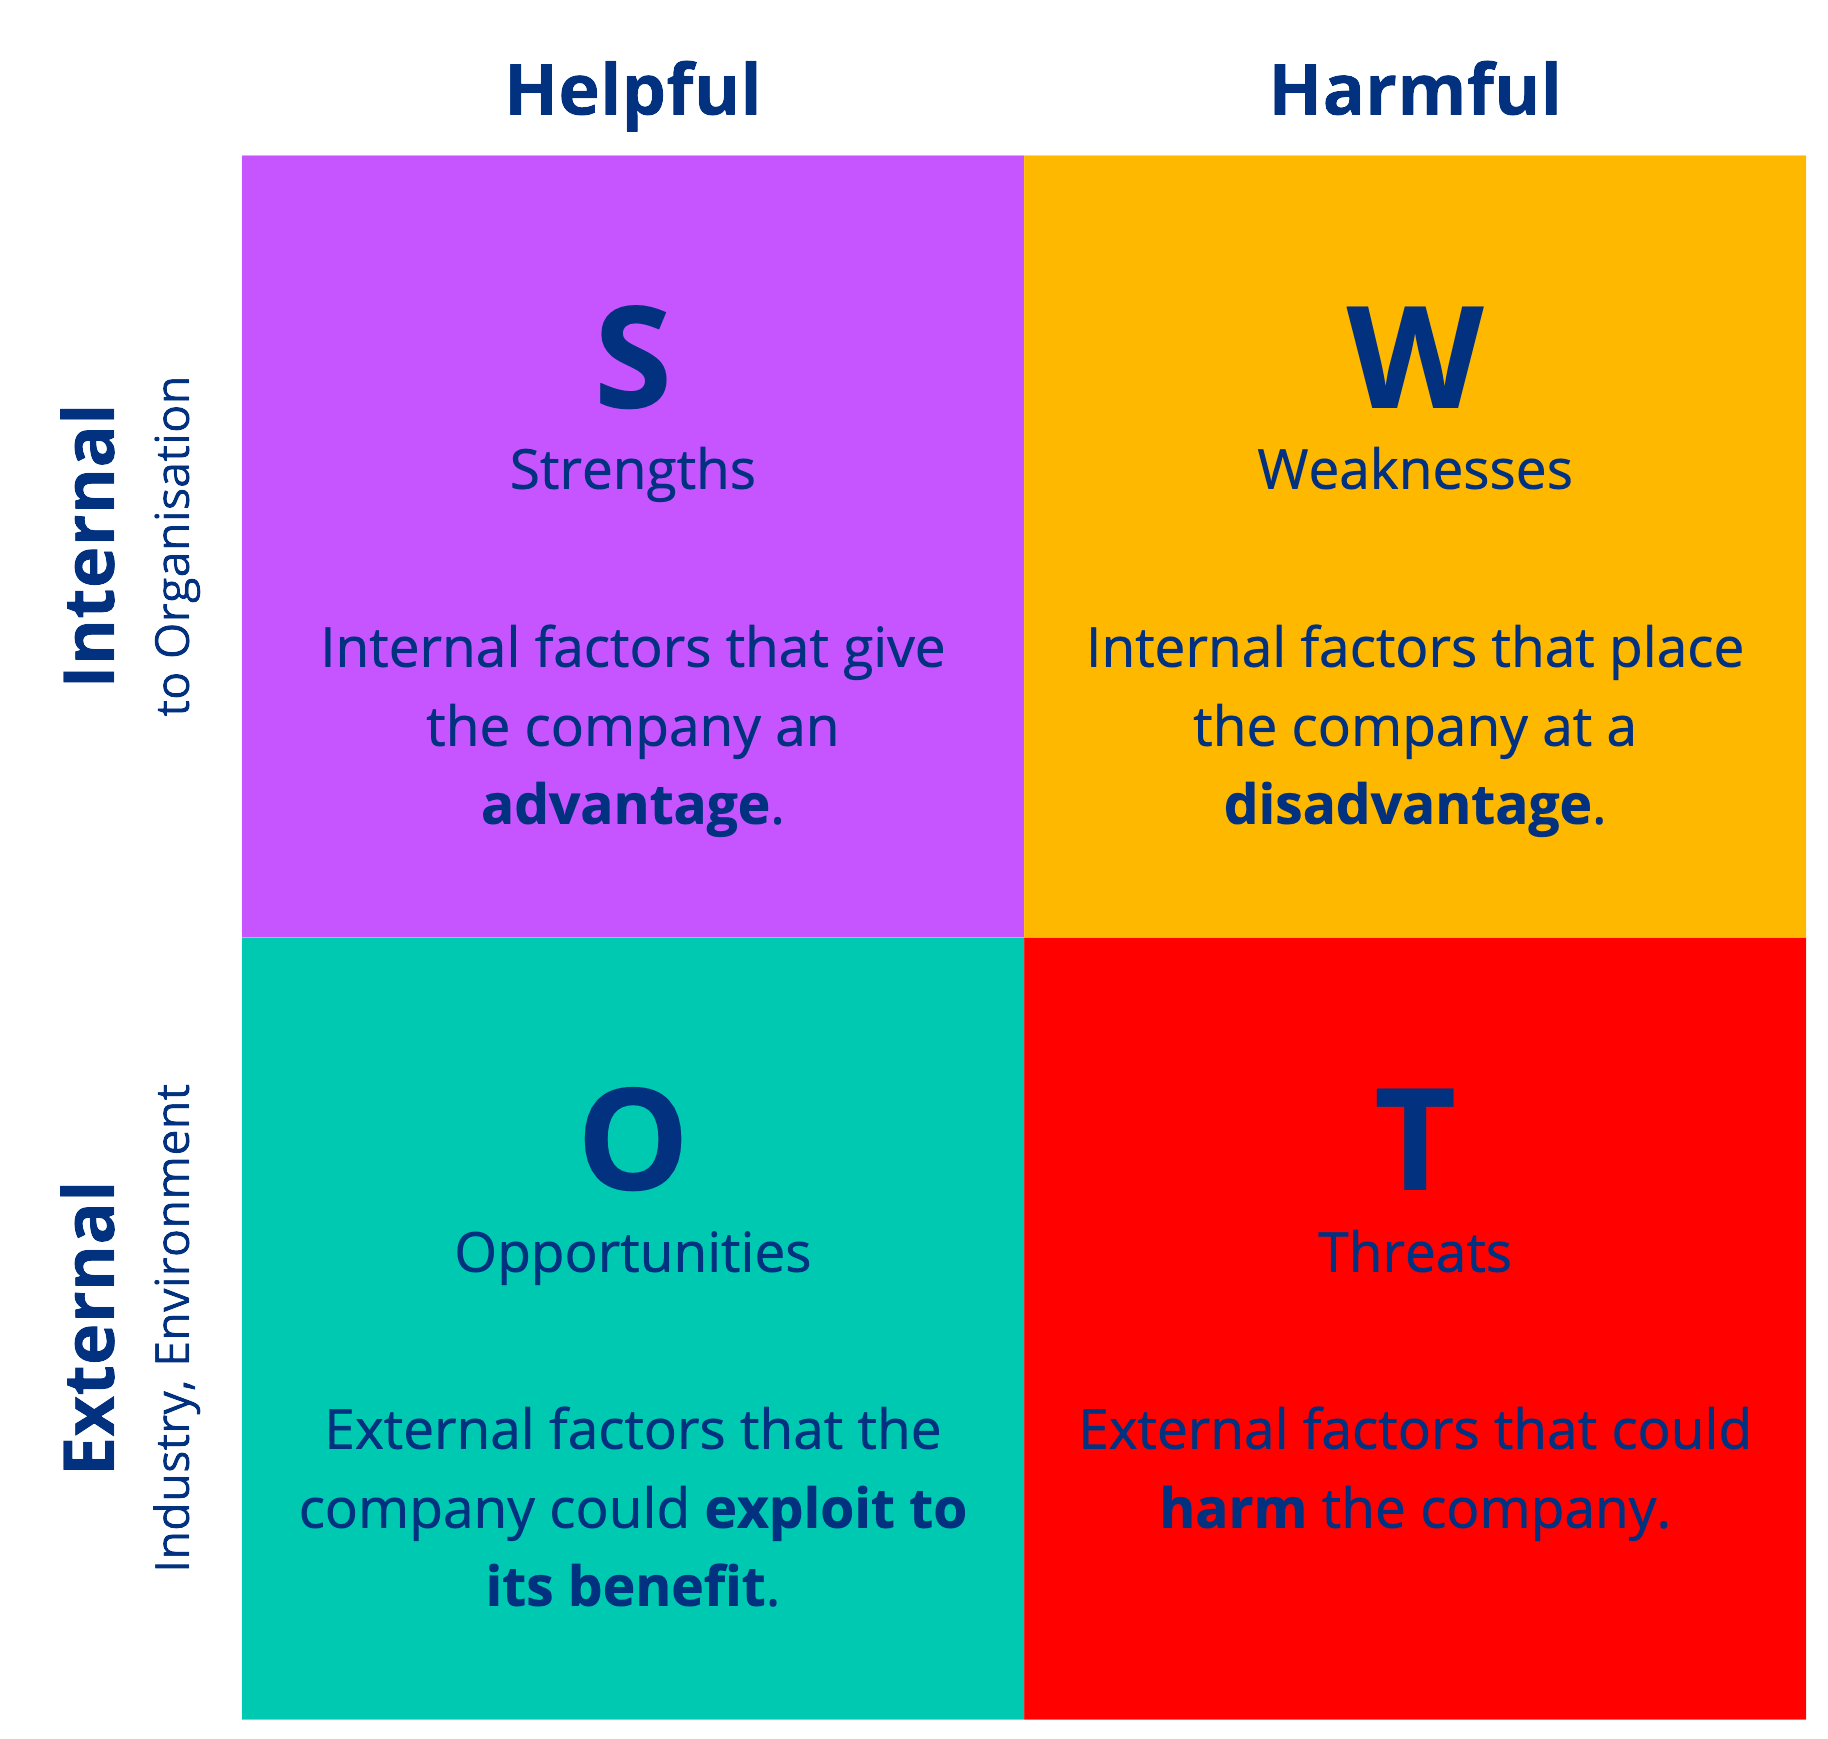 Helpful
Harmful
Internal
to Organisation
S
Strengths
Internal factors that give
the company an
advantage.
W
Weaknesses
Internal factors that place
the company at a
disadvantage.
External
Industry, Environment
O
Opportunities
External factors that the
company could exploit to
its benefit.
T
Threats
External factors that could
harm the company.